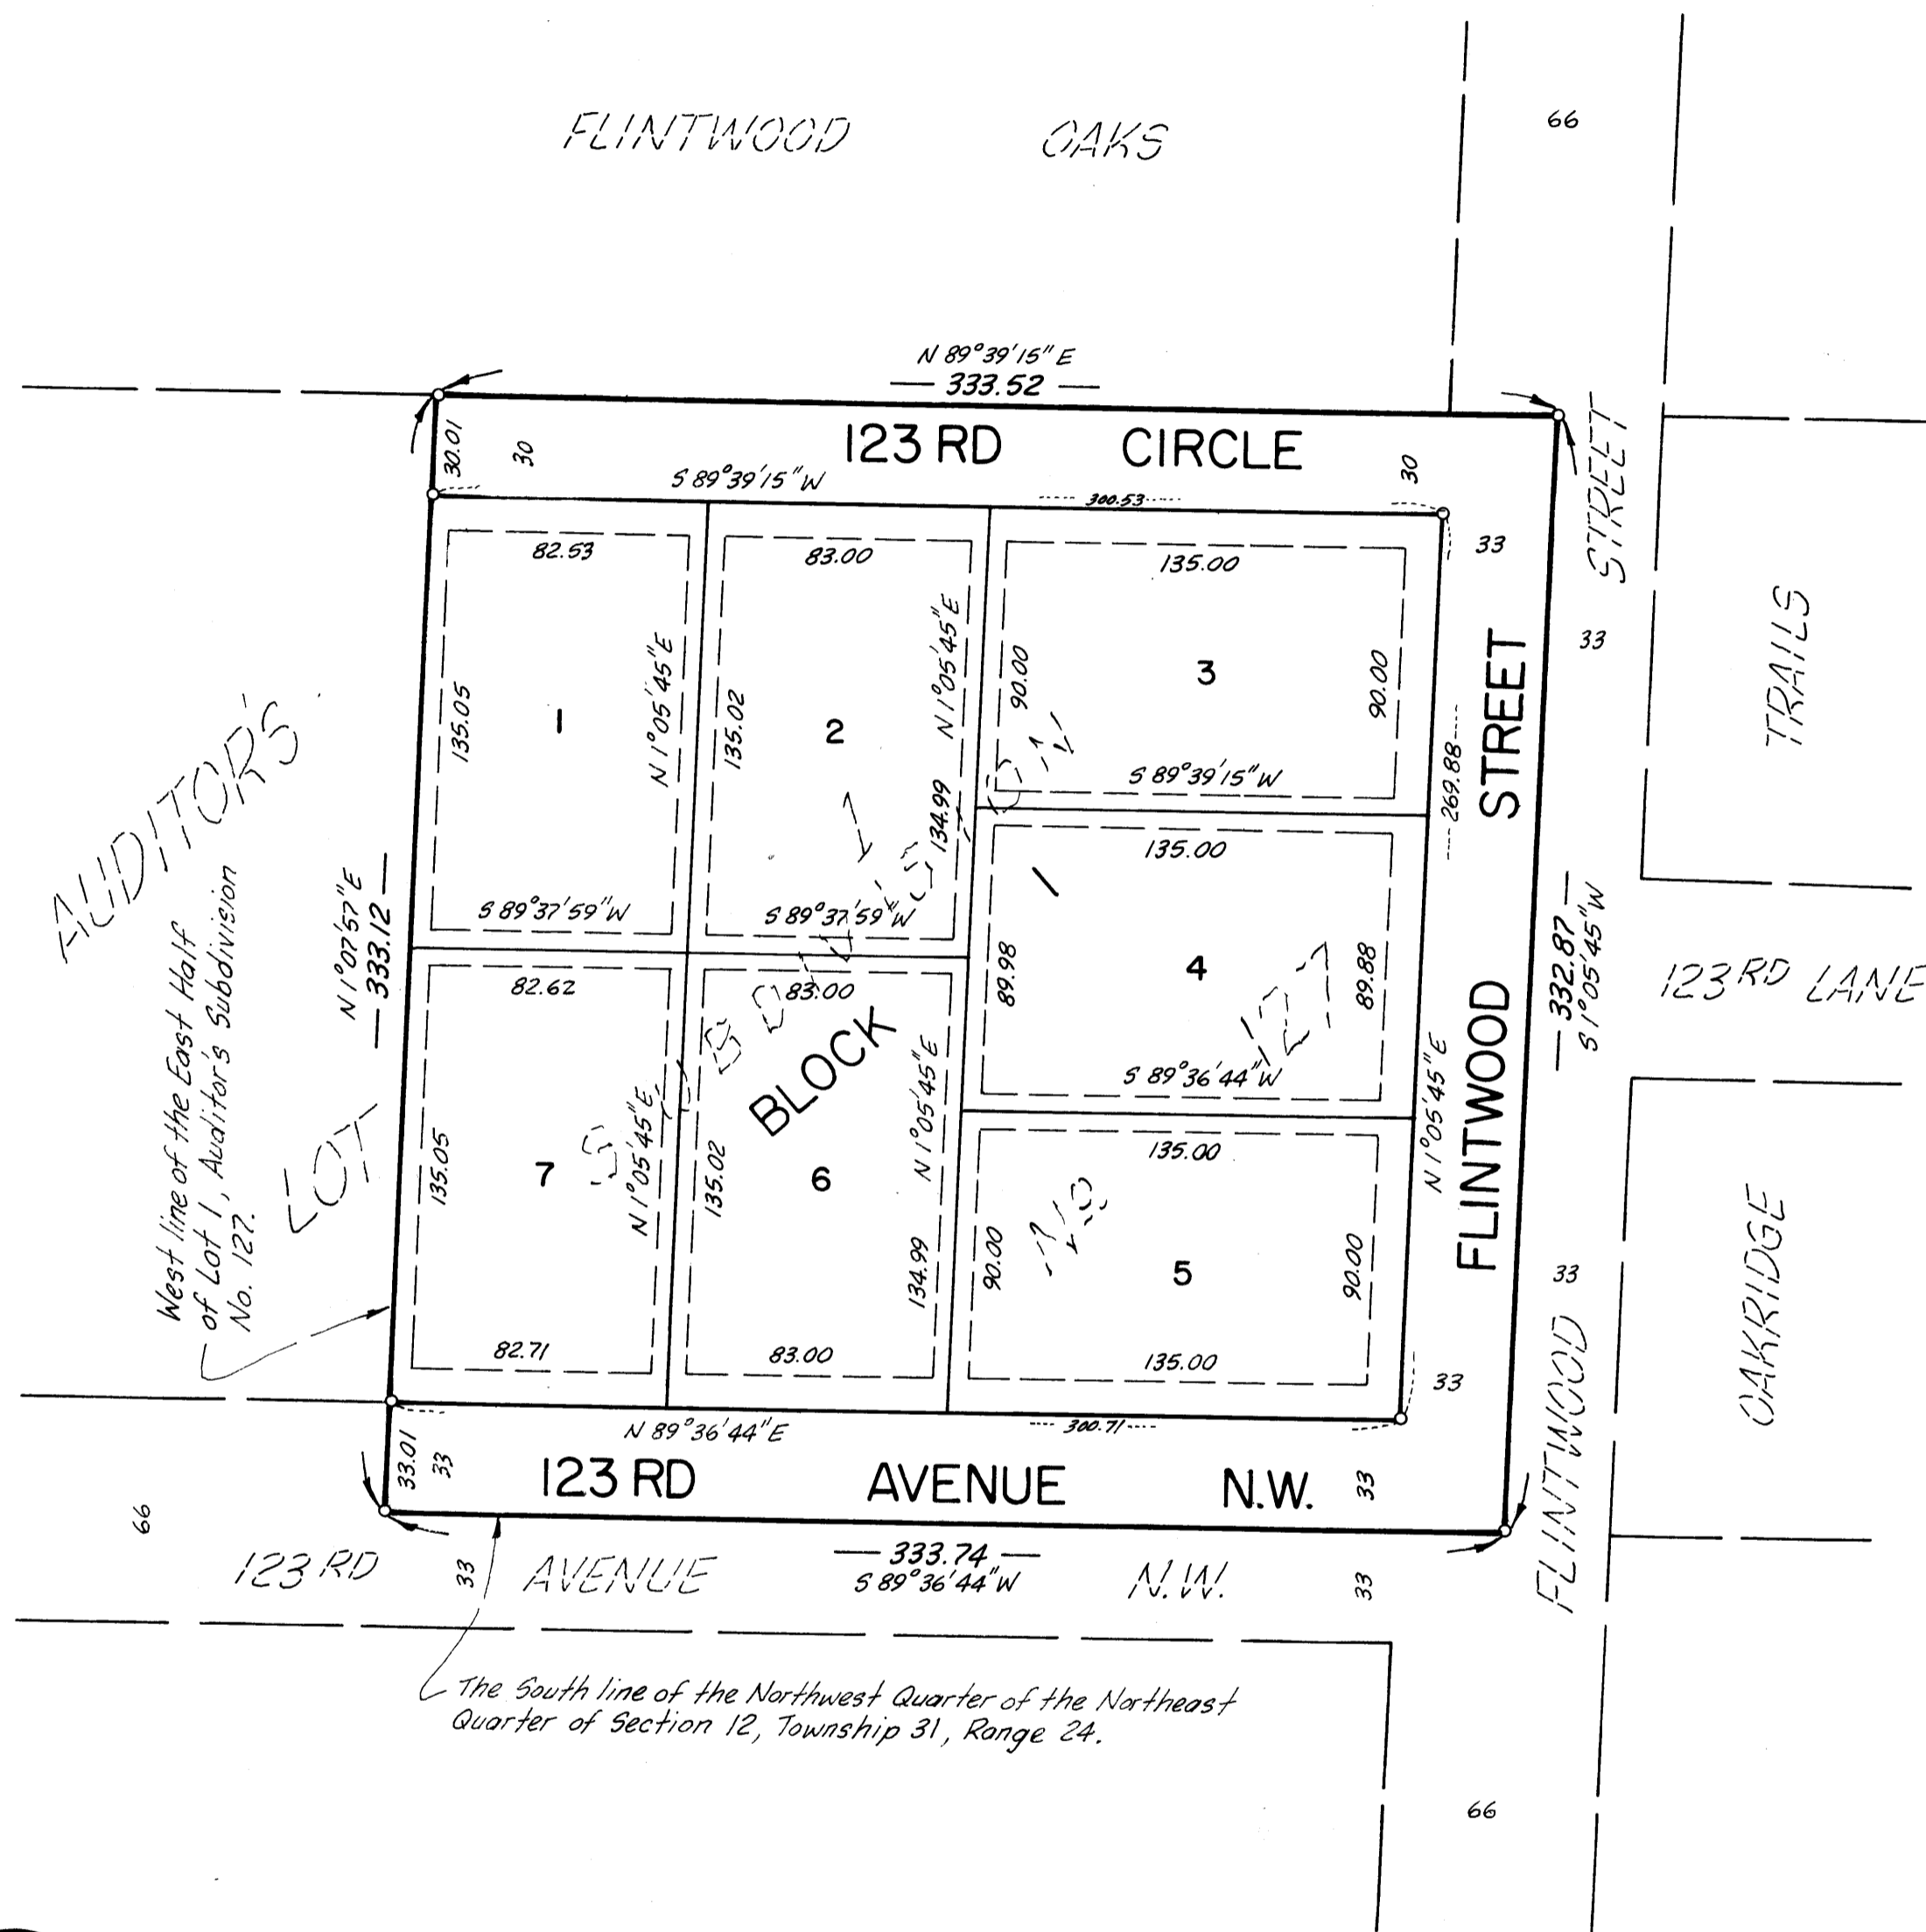 FLINTWOOD OAKS
66
N 89°39'15" E
333.52
123 RD CIRCLE
30.01
30
30
S 89°39'15" W
300.53
33
STREET
33
82.53
83.00
135.00
135.05
1
N 1°05'45" E
135.02
2
N 1°05'45" E
134.99
90.00
3
90.00
S 89°39'15" W
269.88
STREET
TRAILS
AUDITOR'S
S 89°37'59" W
S 89°37'59" W
135.00
1
89.98
4
89.88
S 89°36'44" W
N 1°07'57" E
333.12
332.87
S 1°05'45" W
123 RD LANE
West line of the East Half
of Lot 1, Auditor's Subdivision
No. 127.
LOT
82.62
83.00
BLOCK
SUBDIVISION
NO.
127
135.05
7
N 1°05'45" E
135.02
6
N 1°05'45" E
134.99
135.00
90.00
5
90.00
N 1°05'45" E
FLINTWOOD
33
OAKRIDGE
82.71
83.00
135.00
33
N 89°36'44" E
300.71
33.01
33
123 RD AVENUE N.W.
33
FLINTWOOD
66
123 RD AVENUE N.W.
33
333.74
S 89°36'44" W
33
The South line of the Northwest Quarter of the Northeast
Quarter of Section 12, Township 31, Range 24.
66